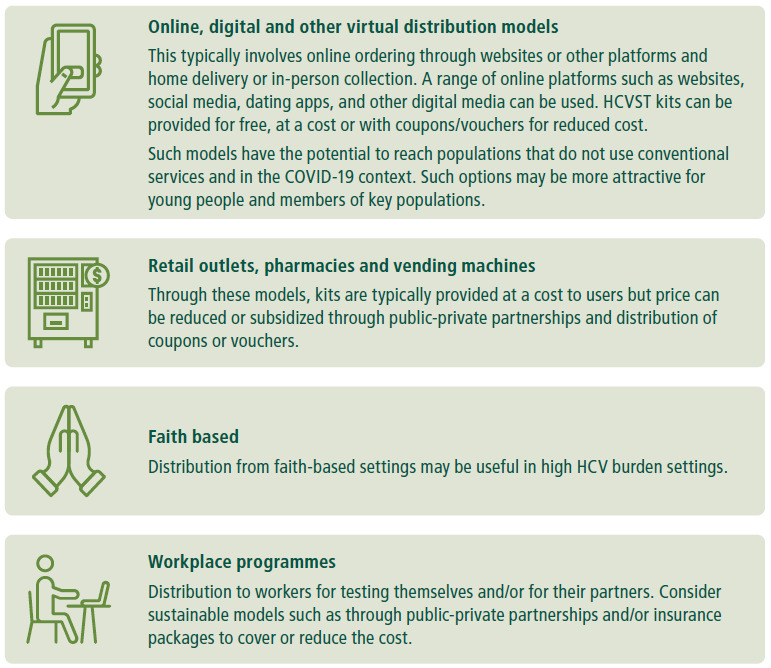 Online, digital and other virtual distribution models
This typically involves online ordering through websites or other platforms and
home delivery or in-person collection. A range of online platforms such as websites,
social media, dating apps, and other digital media can be used. HCVST kits can be
provided for free, at a cost or with coupons/vouchers for reduced cost.
Such models have the potential to reach populations that do not use conventional
services and in the COVID-19 context. Such options may be more attractive for
young people and members of key populations.
$
Retail outlets, pharmacies and vending machines
Through these models, kits are typically provided at a cost to users but price can
be reduced or subsidized through public-private partnerships and distribution of
coupons or vouchers.
Faith based
Distribution from faith-based settings may be useful in high HCV burden settings.
Workplace programmes
Distribution to workers for testing themselves and/or for their partners. Consider
sustainable models such as through public-private partnerships and/or insurance
packages to cover or reduce the cost.